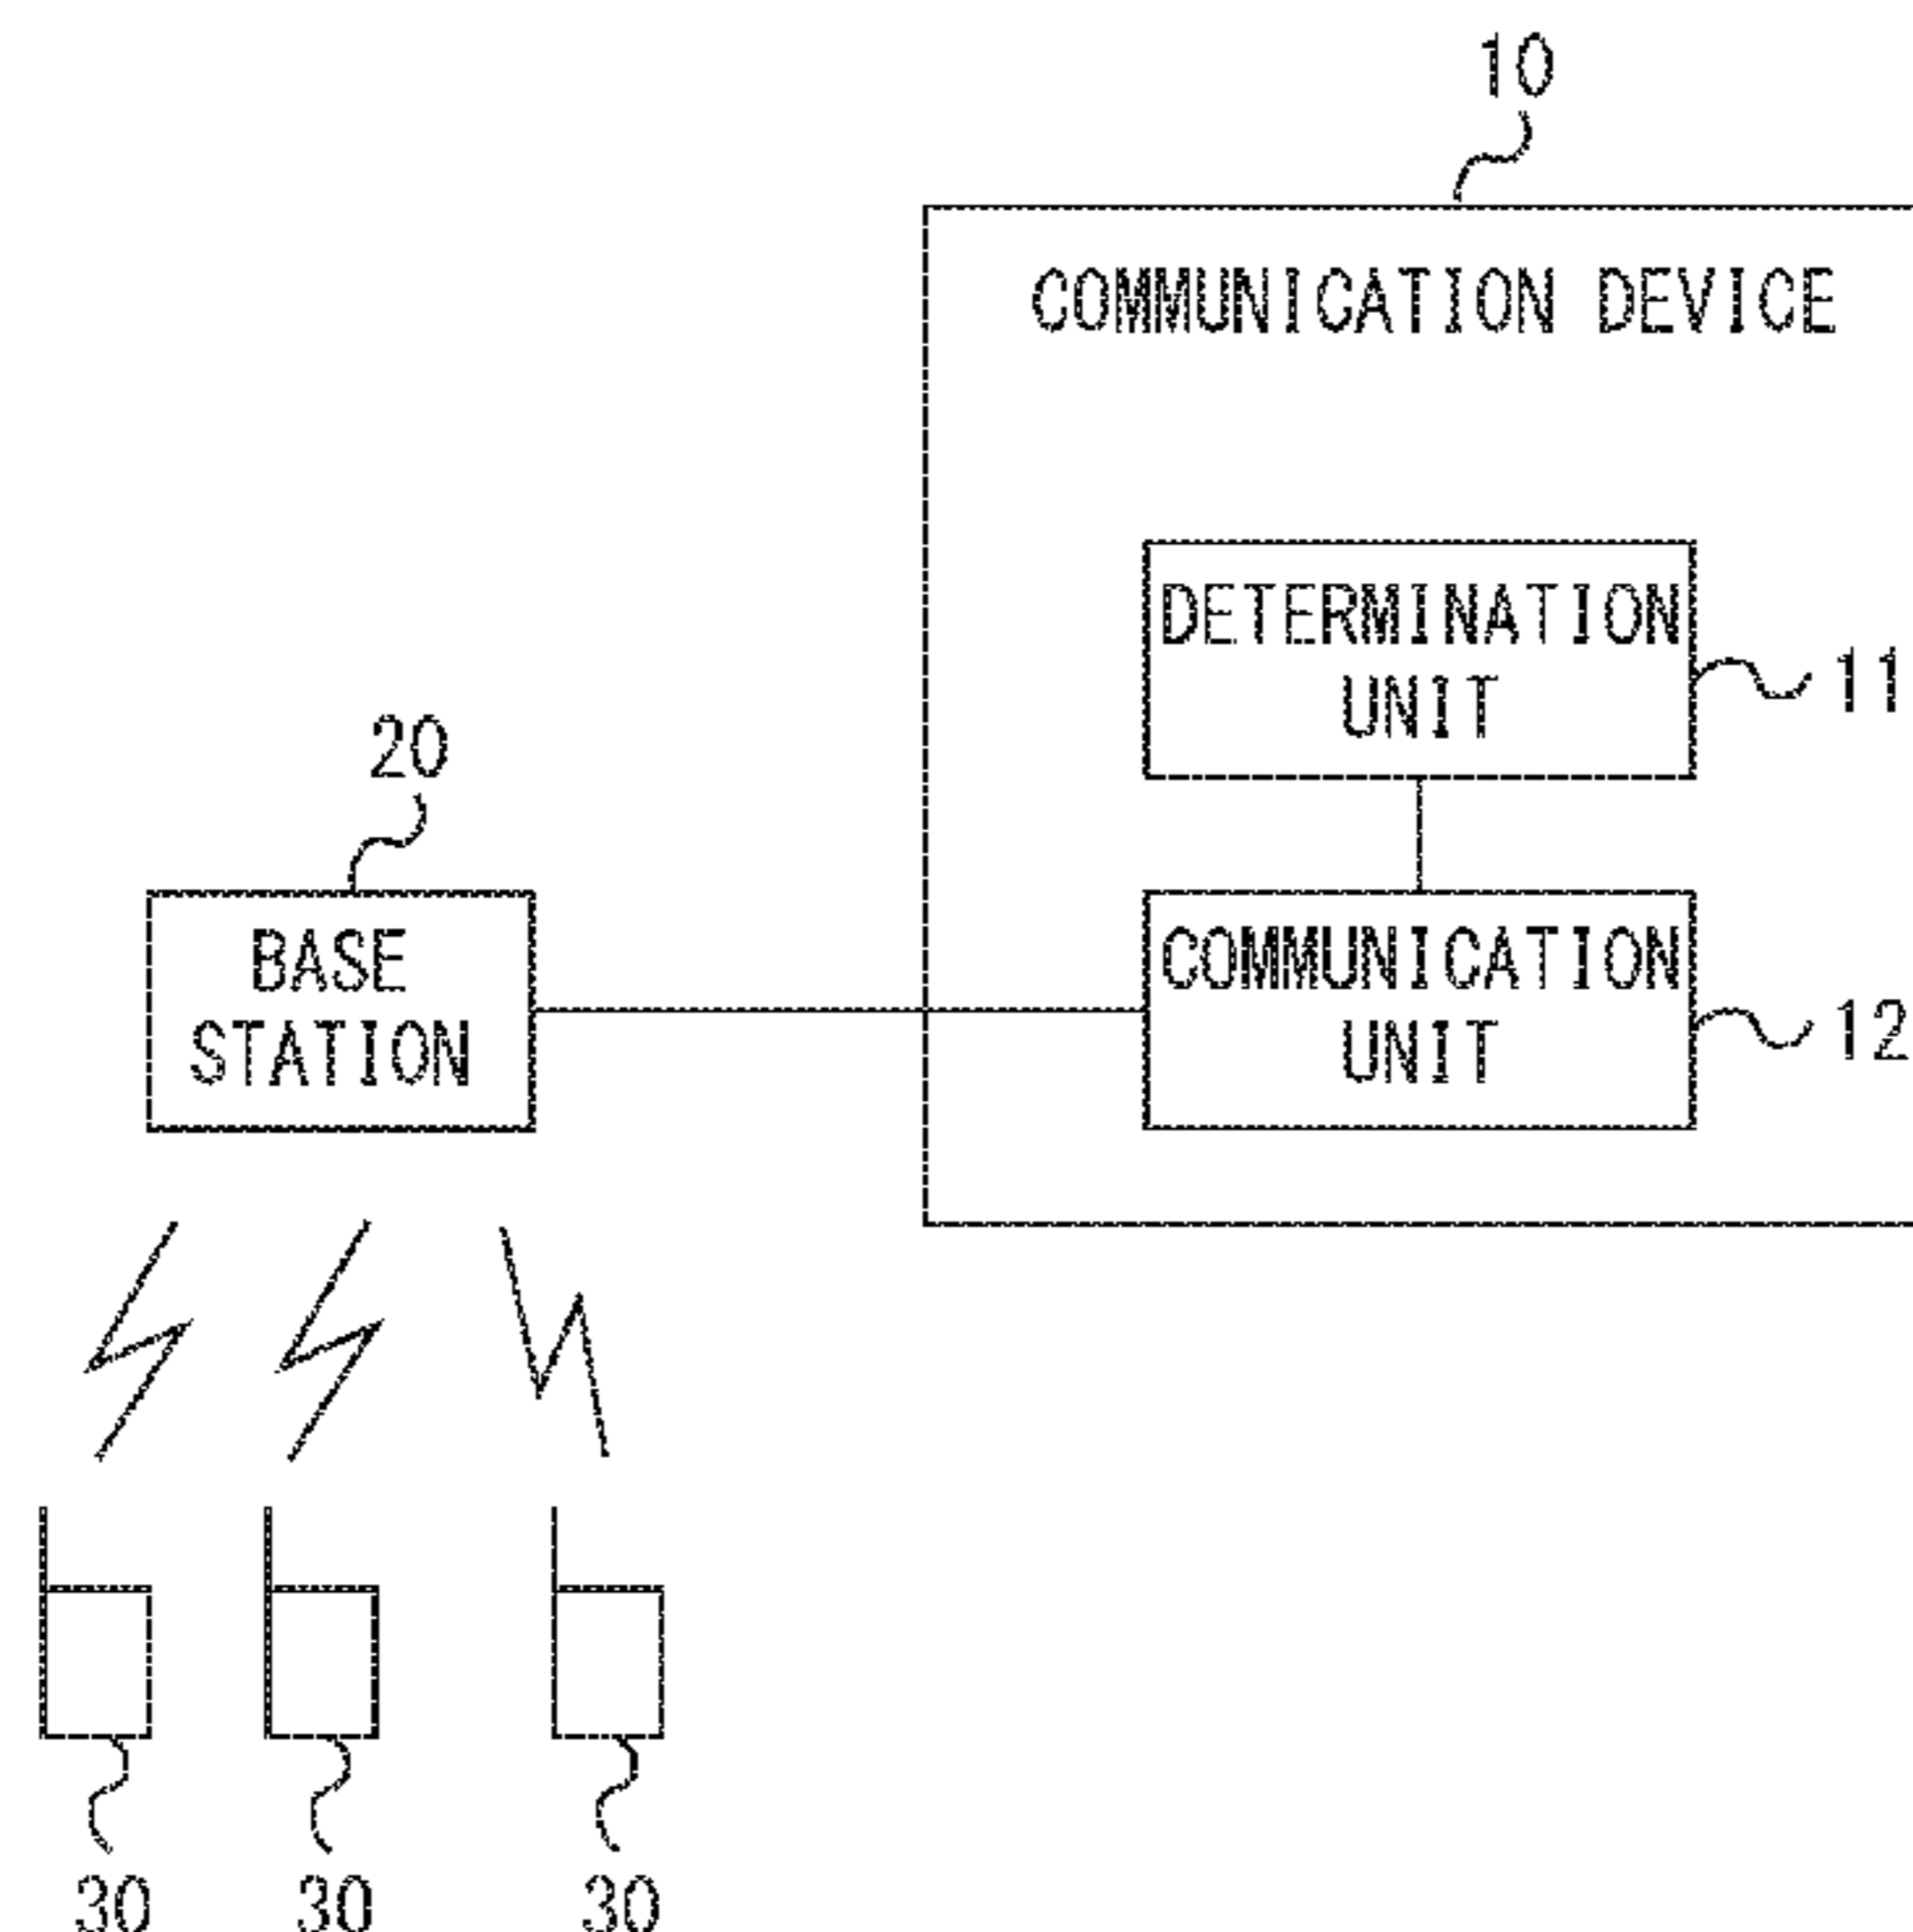 10
COMMUNICATION DEVICE
DETERMINATION
UNIT
11
20
BASE
STATION
COMMUNICATION
UNIT
12
30 30 30